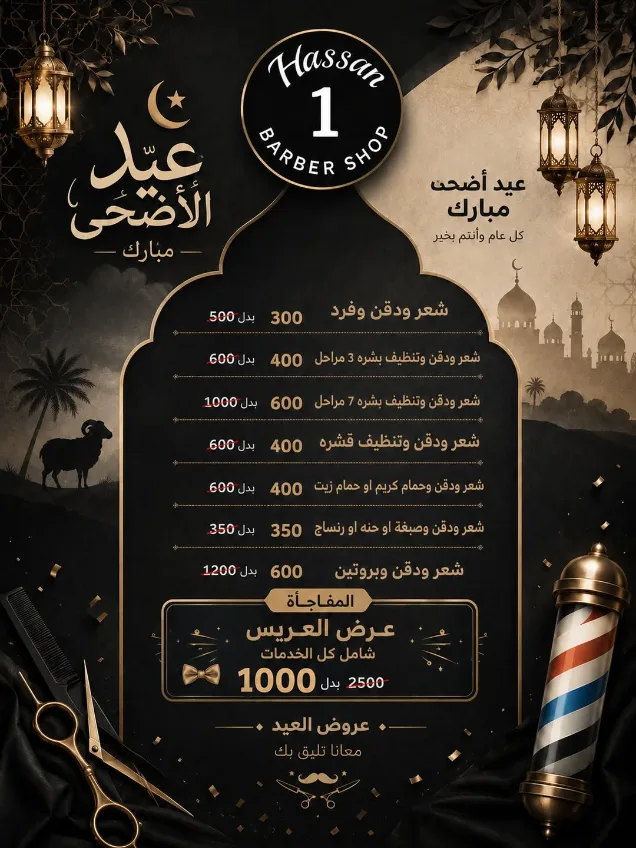 Hassan
1
BARBER SHOP
عيد
الأضحى
مبارك
عيد أضحى
مبارك
كل عام وأنتم بخير
شعر ودقن وفرد 300 بدل 500
شعر ودقن وتنظيف بشره 3 مراحل 400 بدل 600
شعر ودقن وتنظيف بشره 7 مراحل 600 بدل 1000
شعر ودقن وتنظيف قشره 400 بدل 600
شعر ودقن وحمام كريم او حمام زيت 400 بدل 600
شعر ودقن وصبغة او حنه او رنساج 350 بدل 350
شعر ودقن وبروتين 600 بدل 1200
المفاجأة
عرض العريس
شامل كل الخدمات
2500 بدل 1000
عروض العيد
معانا تليق بك